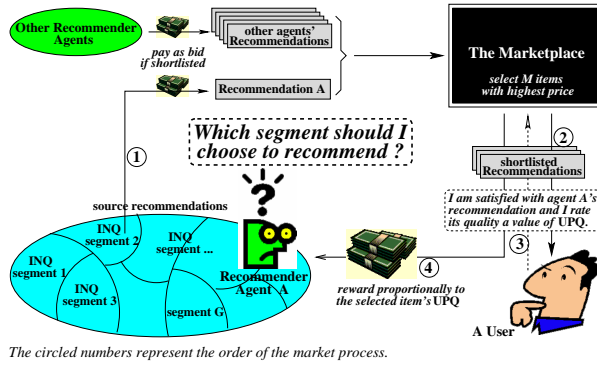 Other Recommender
Agents
pay as bid
if shortlisted
other agents'
Recommendations
Recommendation A
The Marketplace
select M items
with highest price
1
Which segment should I
choose to recommend ?
2
shortlisted
Recommendations
I am satisfied with agent A's
recommendation and I rate
its quality a value of UPQ.
3
source recommendations
INQ
segment 1
INQ
segment 2
INQ
segment 3
INQ
segment ...
segment G
Recommender
Agent A
4
reward proportionally to
the selected item's UPQ
A User
The circled numbers represent the order of the market process.